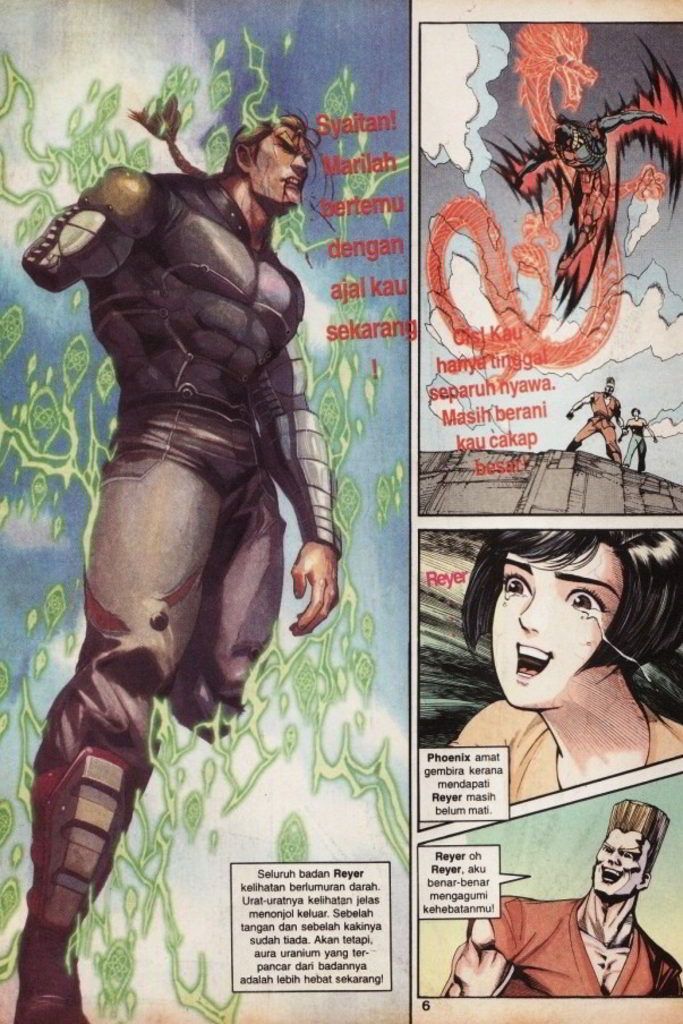 Syaitan!
Marilah
bertemu
dengan
ajal kau
sekarang
!
Seluruh badan Reyer
kelihatan berlumuran darah.
Urat-uratnya kelihatan jelas
menonjol keluar. Sebelah
tangan dan sebelah kakinya
sudah tiada. Akan tetapi,
aura uranium yang ter-
pancar dari badannya
adalah lebih hebat sekarang!
Cis! Kau
hanya tinggal
separuh nyawa.
Masih berani
kau cakap
besar!
Reyer
Phoenix amat
gembira kerana
mendapati
Reyer masih
belum mati.
Reyer oh
Reyer, aku
benar-benar
mengagumi
kehebatanmu!
6